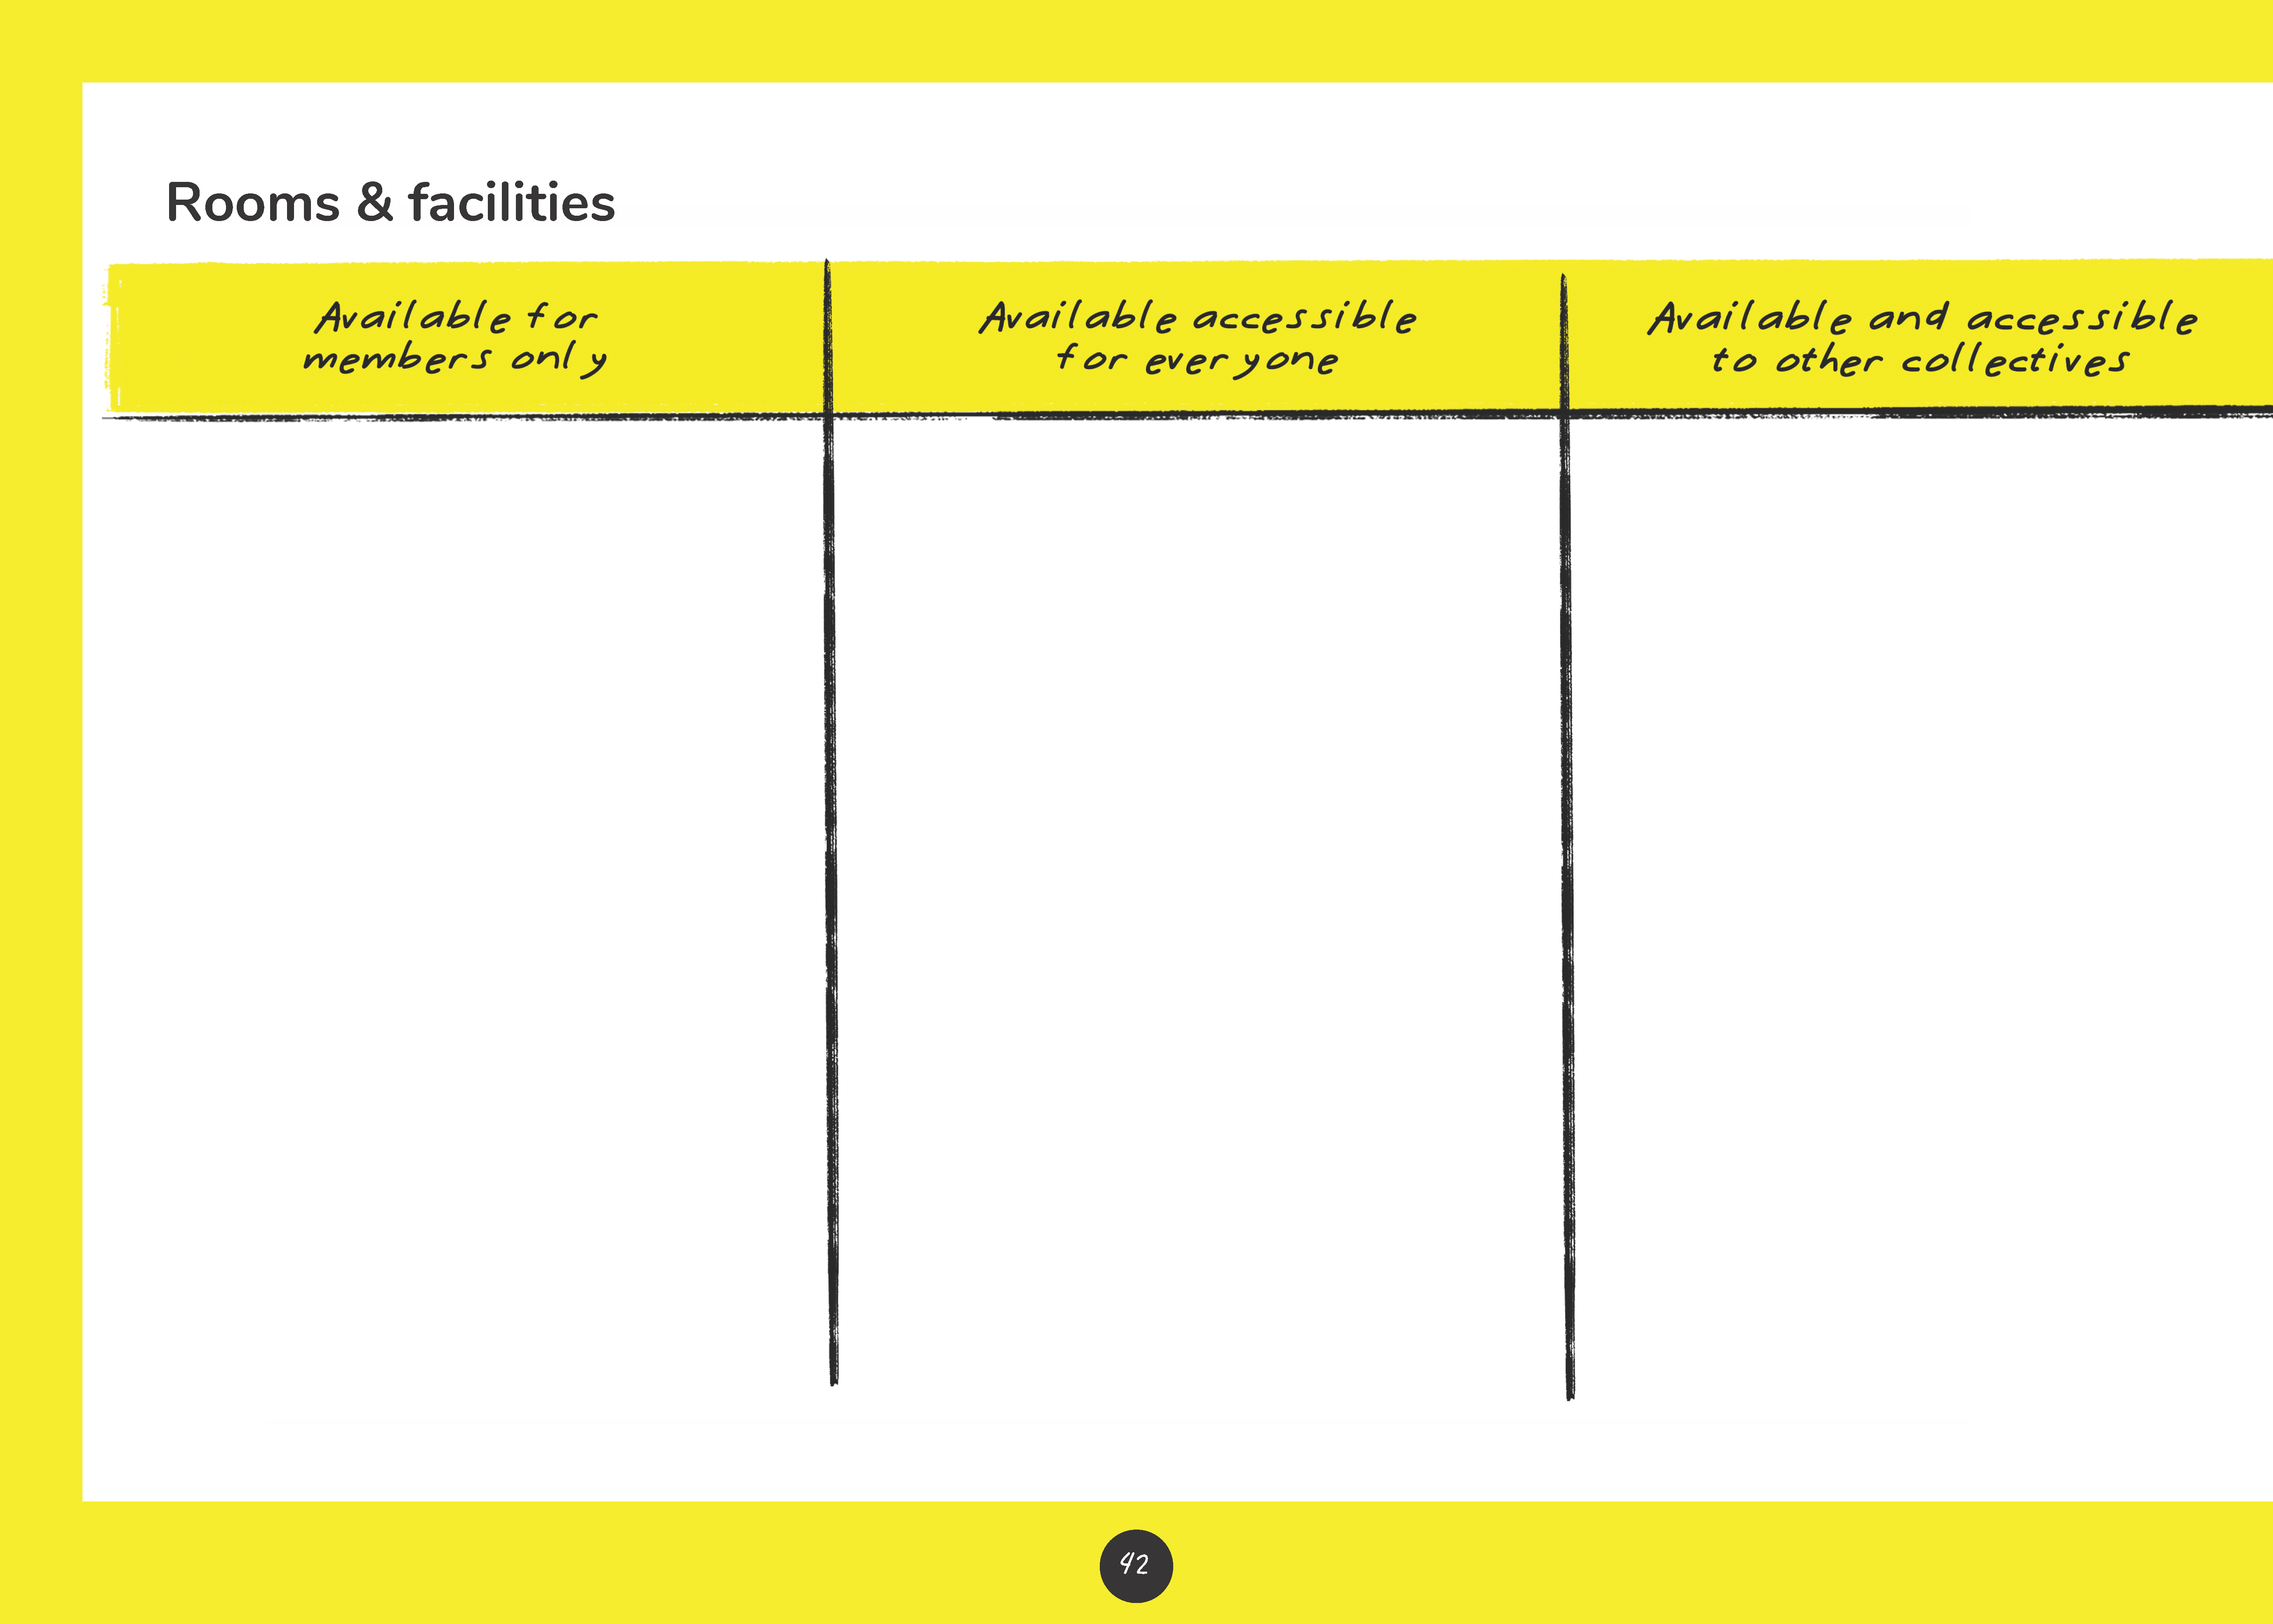 Rooms & facilities
Available for
members only
Available accessible
for everyone
Available and accessible
to other collectives
42